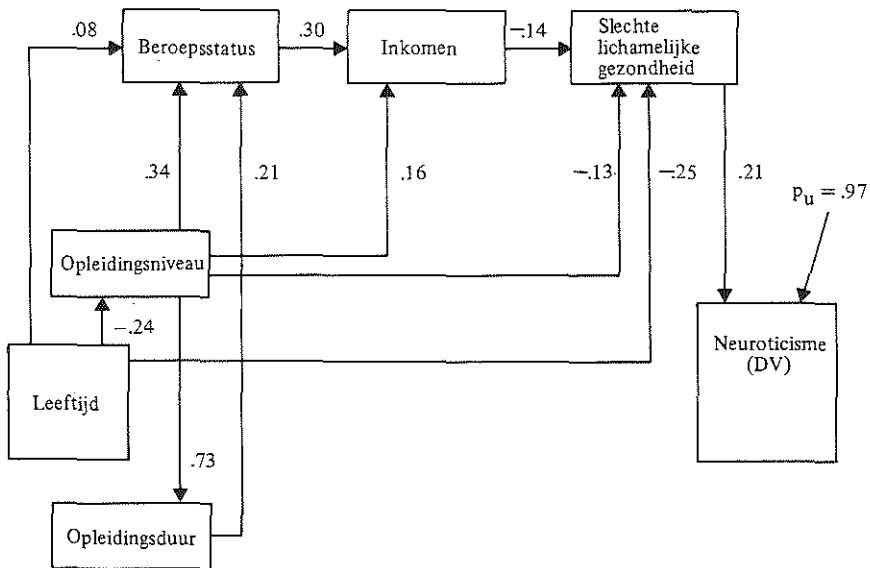 .08
Beroepsstatus
.30
Inkomen
−.14
Slechte
lichamelijke
gezondheid
.34
.21
.16
−.13
−.25
.21
pu = .97
Opleidingsniveau
−.24
Leeftijd
Neuroticisme
(DV)
.73
Opleidingsduur